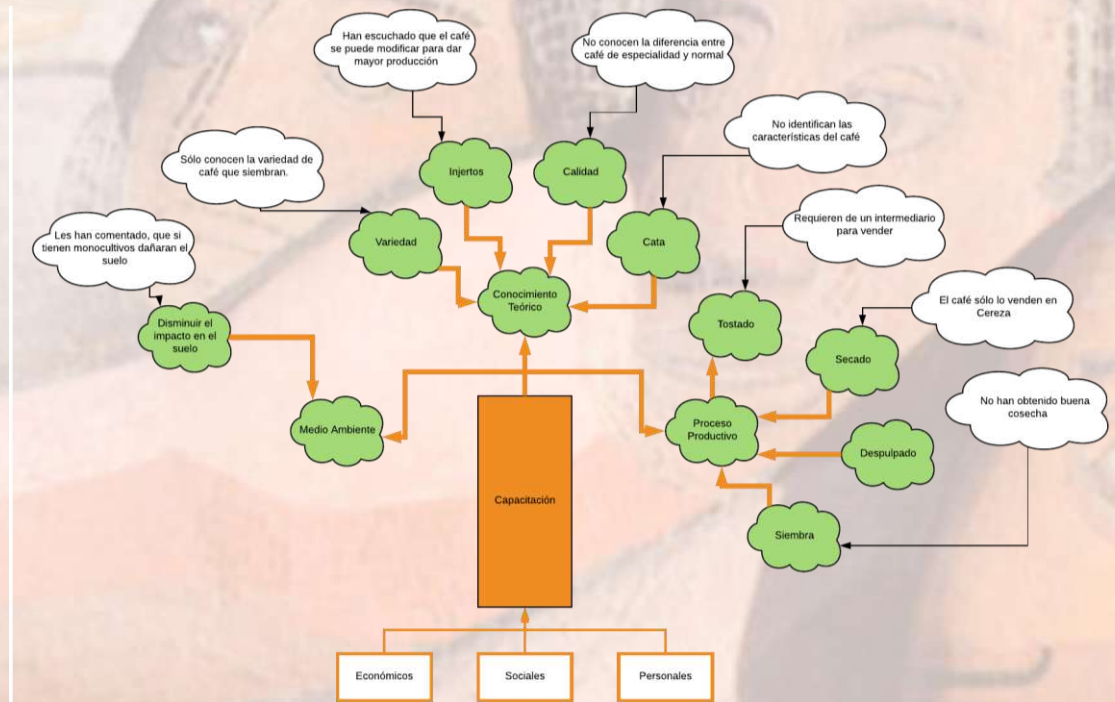 Han escuchado que el café
se puede modificar para dar
mayor producción
No conocen la diferencia entre
café de especialidad y normal
No identifican las
características del café
Sólo conocen la variedad de
café que siembran.
Injertos
Calidad
Requieren de un intermediario
para vender
Les han comentado, que si
tienen monocultivos dañaran el
suelo
Variedad
Cata
El café sólo lo venden en
Cereza
Conocimiento
Teórico
Tostado
Disminuir el
impacto en el
suelo
Secado
No han obtenido buena
cosecha
Medio Ambiente
Proceso
Productivo
Despulpado
Capacitación
Siembra
Económicos
Sociales
Personales